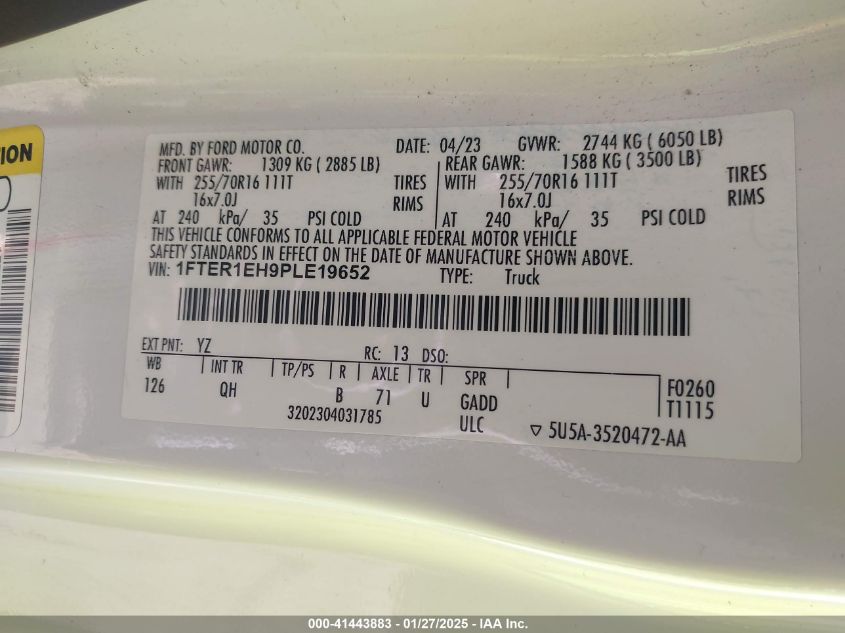 TION
MFD. BY FORD MOTOR CO. DATE: 04/23 GVWR: 2744 KG ( 6050 LB)
FRONT GAWR: 1309 KG ( 2885 LB) REAR GAWR: 1588 KG ( 3500 LB)
WITH 255/70R16 111T TIRES WITH 255/70R16 111T TIRES
16x7.0J RIMS 16x7.0J RIMS
AT 240 kPa/ 35 PSI COLD AT 240 kPa/ 35 PSI COLD
THIS VEHICLE CONFORMS TO ALL APPLICABLE FEDERAL MOTOR VEHICLE
SAFETY STANDARDS IN EFFECT ON THE DATE OF MANUFACTURE SHOWN ABOVE.
VIN: 1FTER1EH9PLE19652 TYPE: Truck
EXT PNT: YZ RC: 13 DSO:
WB INT TR TP/PS R AXLE TR SPR F0260
126 QH B 71 U GADD T1115
3202304031785 ULC ▽ 5U5A-3520472-AA
000-41443883 - 01/27/2025 - IAA Inc.